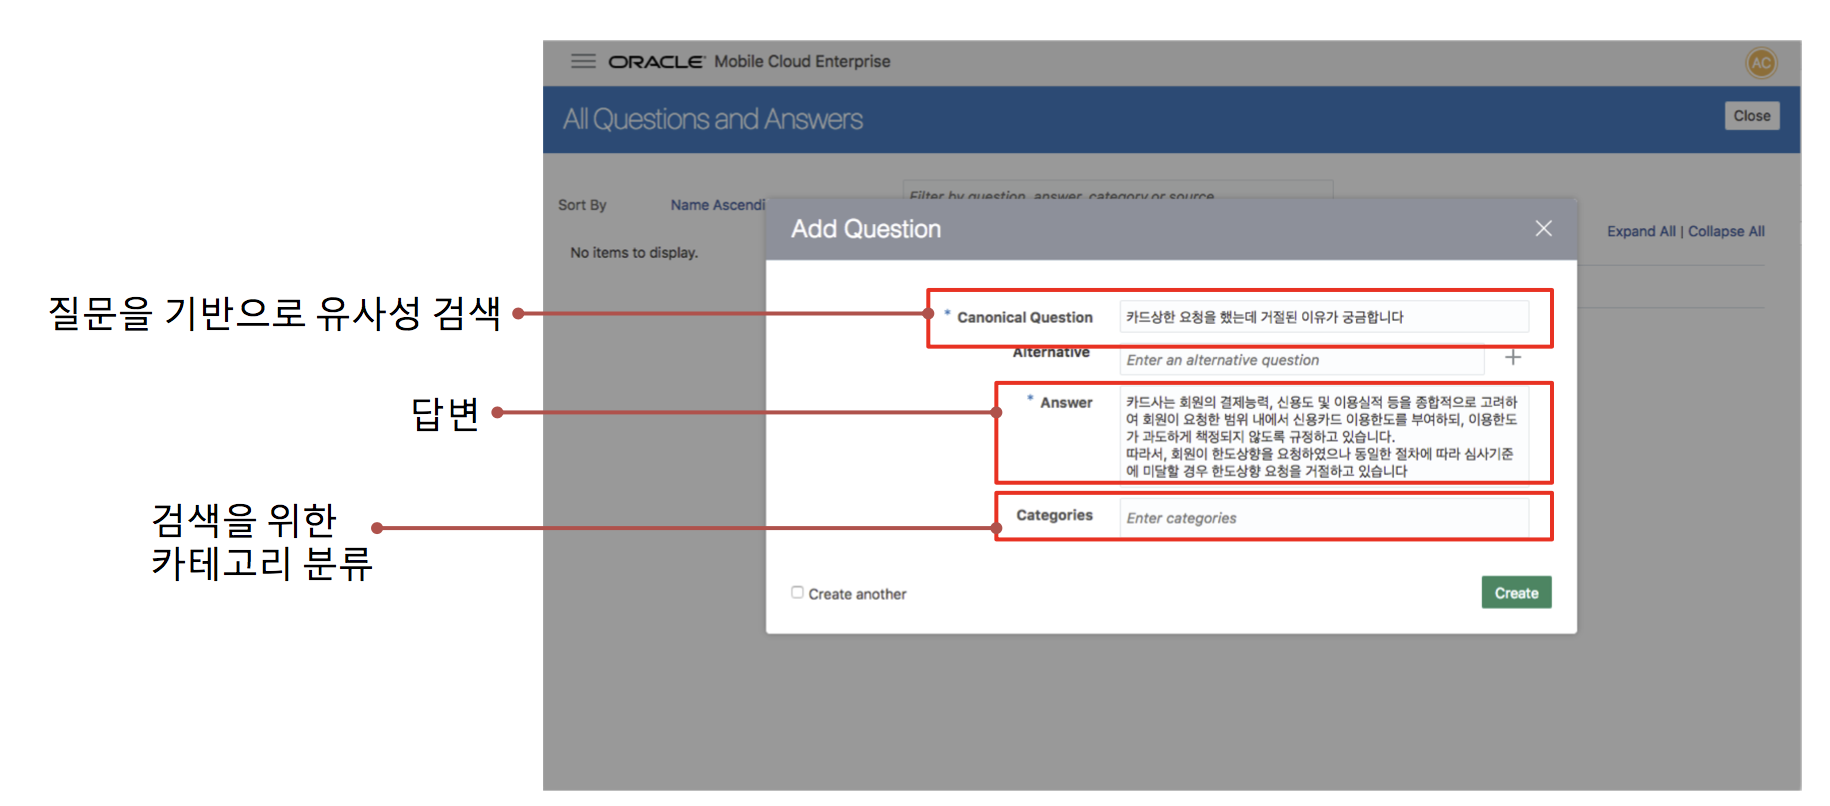 ORACLE Mobile Cloud Enterprise
AC
All Questions and Answers
Close
Sort By
Name Ascendi
Filter by question, answer, category or source
Expand All | Collapse All
No items to display.
Add Question
질문을 기반으로 유사성 검색
* Canonical Question
카드상한 요청을 했는데 거절된 이유가 궁금합니다
Alternative
Enter an alternative question
답변
* Answer
카드사는 회원의 결제능력, 신용도 및 이용실적 등을 종합적으로 고려하
여 회원이 요청한 범위 내에서 신용카드 이용한도를 부여하되, 이용한도
가 과도하게 책정되지 않도록 규정하고 있습니다.
따라서, 회원이 한도상향을 요청하였으나 동일한 절차에 따라 심사기준
에 미달할 경우 한도상향 요청을 거절하고 있습니다
검색을 위한
카테고리 분류
Categories
Enter categories
Create another
Create